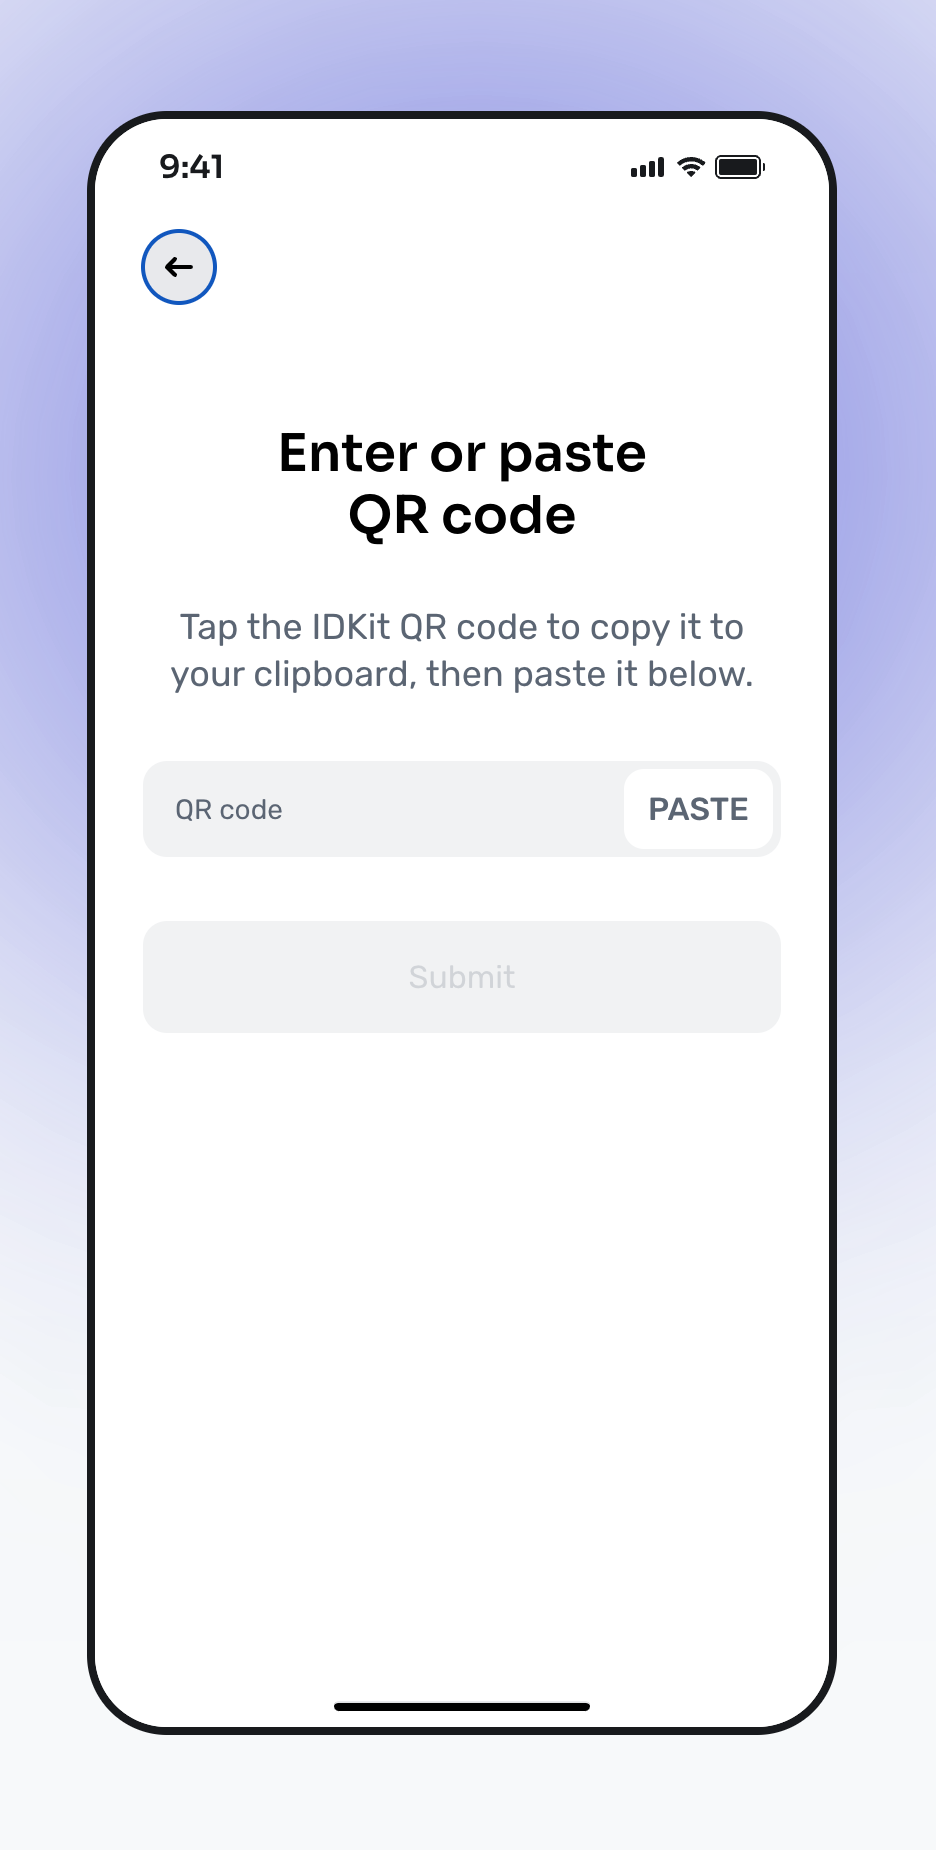 9:41
Enter or paste
QR code
Tap the IDKit QR code to copy it to
your clipboard, then paste it below.
QR code PASTE
Submit